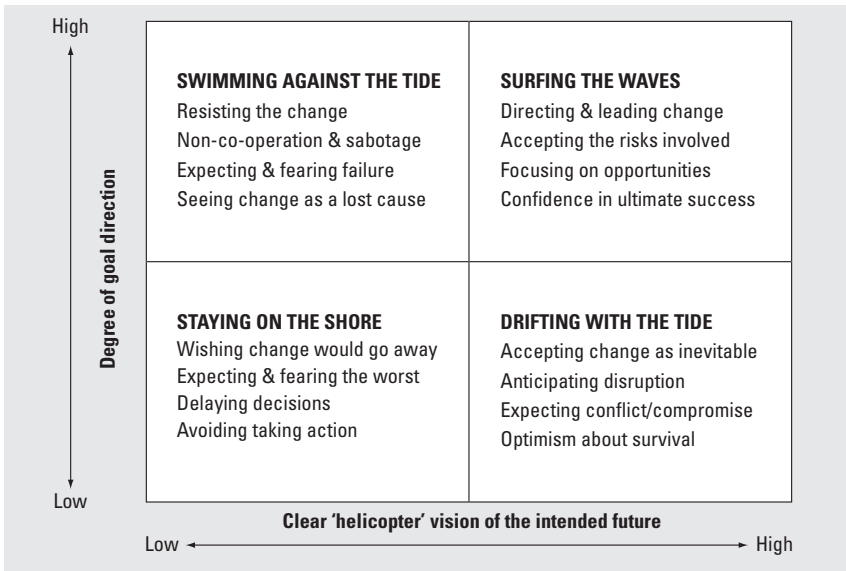 High
SWIMMING AGAINST THE TIDE
Resisting the change
Non-co-operation & sabotage
Expecting & fearing failure
Seeing change as a lost cause
SURFING THE WAVES
Directing & leading change
Accepting the risks involved
Focusing on opportunities
Confidence in ultimate success
Degree of goal direction
STAYING ON THE SHORE
Wishing change would go away
Expecting & fearing the worst
Delaying decisions
Avoiding taking action
DRIFTING WITH THE TIDE
Accepting change as inevitable
Anticipating disruption
Expecting conflict/compromise
Optimism about survival
Low
Clear ‘helicopter’ vision of the intended future
Low
High